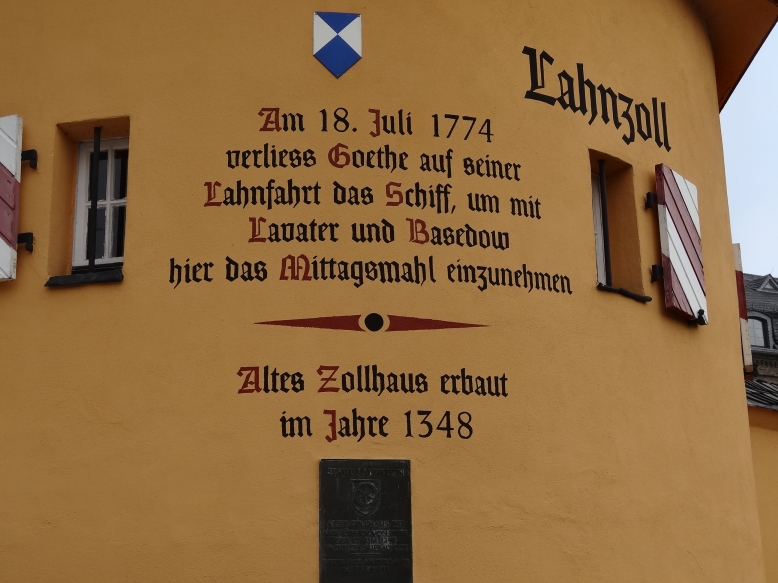 Lahnzoll
Am 18. Juli 1774
verliess Goethe auf seiner
Lahnfahrt das Schiff, um mit
Lavater und Basedow
hier das Mittagsmahl einzunehmen
Altes Zollhaus erbaut
im Jahre 1348